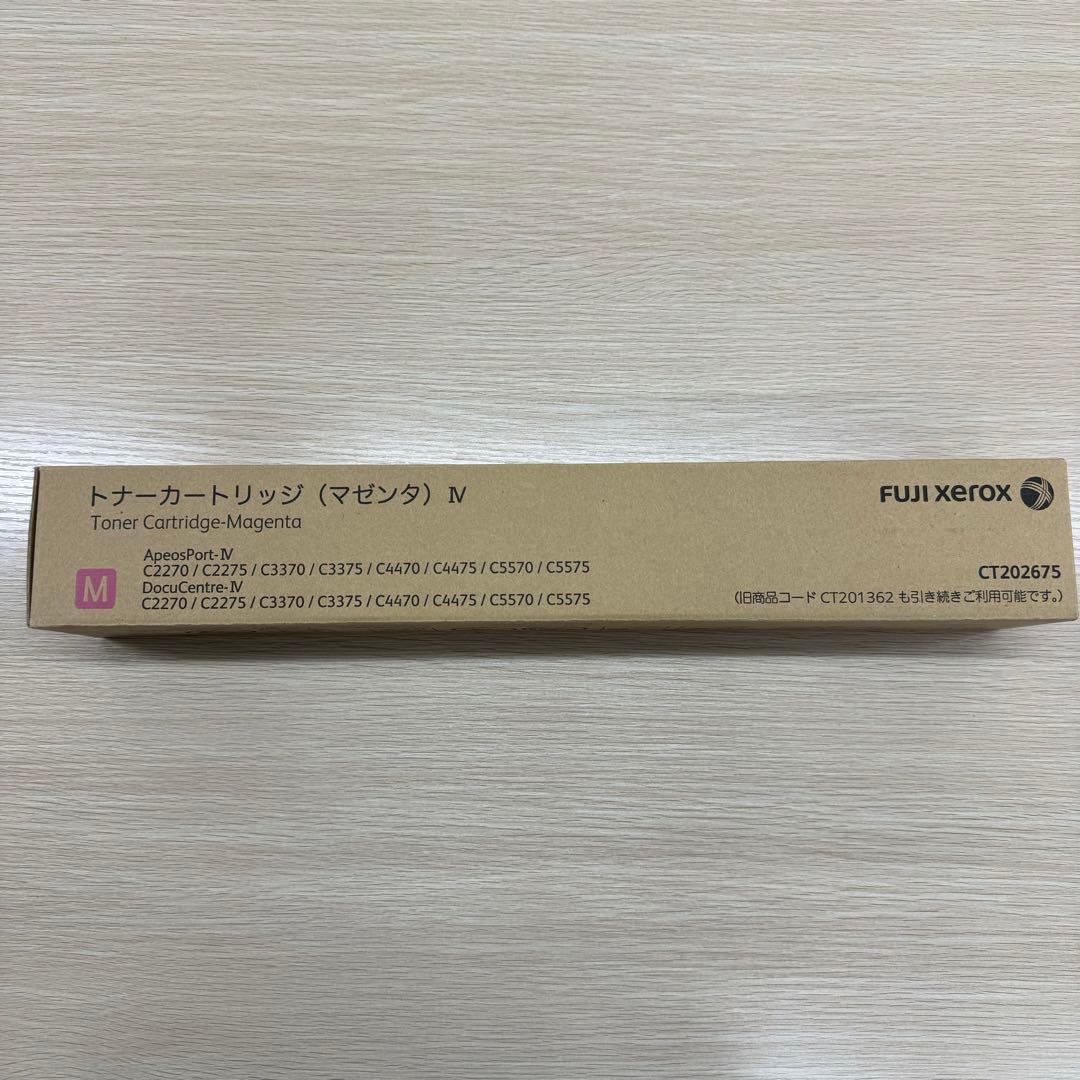 トナーカートリッジ（マゼンタ）Ⅳ
Toner Cartridge-Magenta
FUJI xerox
M
ApeosPort-Ⅳ
C2270 / C2275 / C3370 / C3375 / C4470 / C4475 / C5570 / C5575
DocuCentre-Ⅳ
C2270 / C2275 / C3370 / C3375 / C4470 / C4475 / C5570 / C5575
CT202675
（旧商品コード CT201362 も引き続きご利用可能です。）